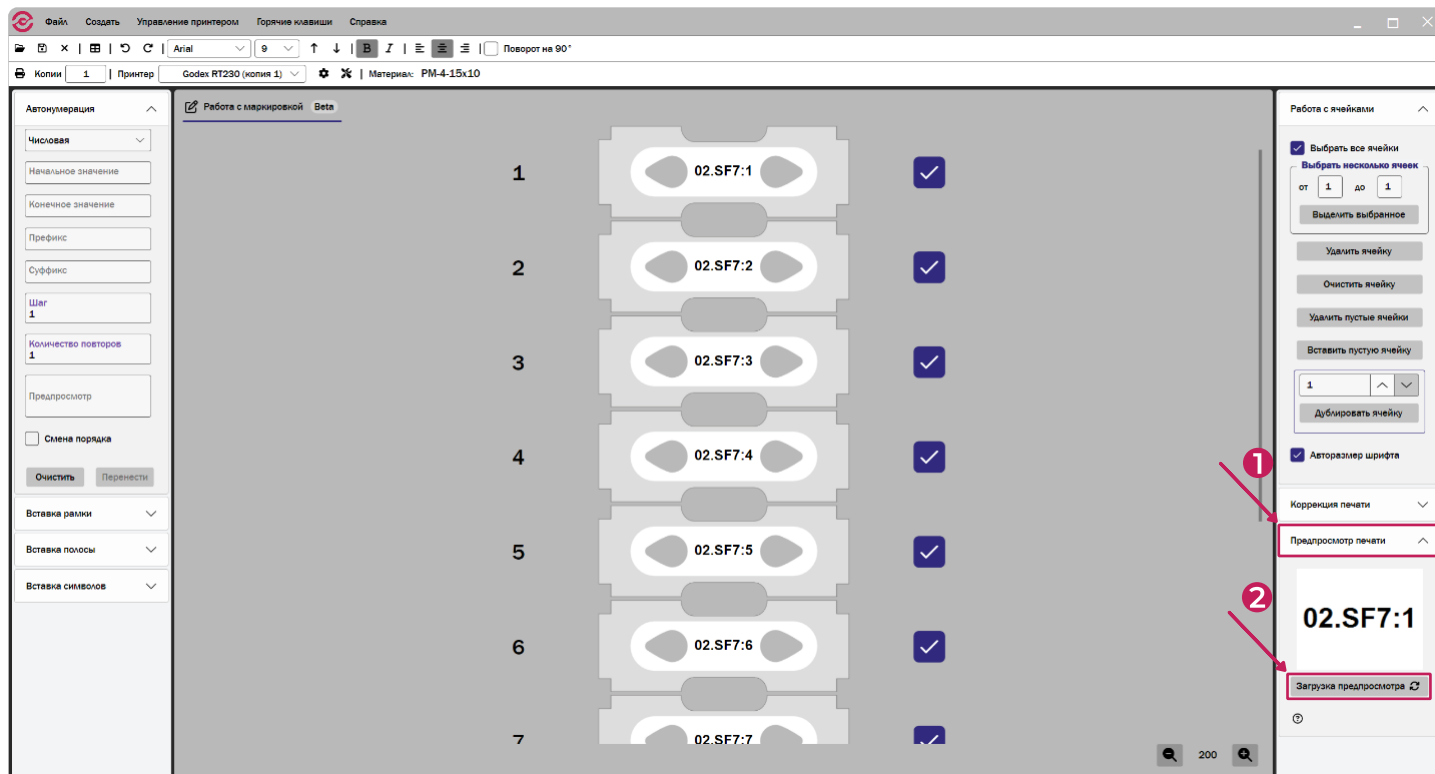 Файл Создать Управление принтером Горячие клавиши Справка
Arial 9 B I Поворот на 90°
Копии 1 Принтер Godex RT230 (копия 1) Материал: PM-4-15x10
Автонумерация
Числовая
Начальное значение
Конечное значение
Префикс
Суффикс
Шаг
1
Количество повторов
1
Предпросмотр
Смена порядка
Очистить Перенести
Вставка рамки
Вставка полосы
Вставка символов
Работа с маркировкой Beta
1 02.SF7:1
2 02.SF7:2
3 02.SF7:3
4 02.SF7:4
5 02.SF7:5
6 02.SF7:6
7 02.SF7:7
200
Работа с ячейками
Выбрать все ячейки
Выбрать несколько ячеек
от 1 до 1
Выделить выбранное
Удалить ячейку
Очистить ячейку
Удалить пустые ячейки
Вставить пустую ячейку
1
Дублировать ячейку
Авторазмер шрифта
1
Коррекция печати
Предпросмотр печати
2
02.SF7:1
Загрузка предпросмотра